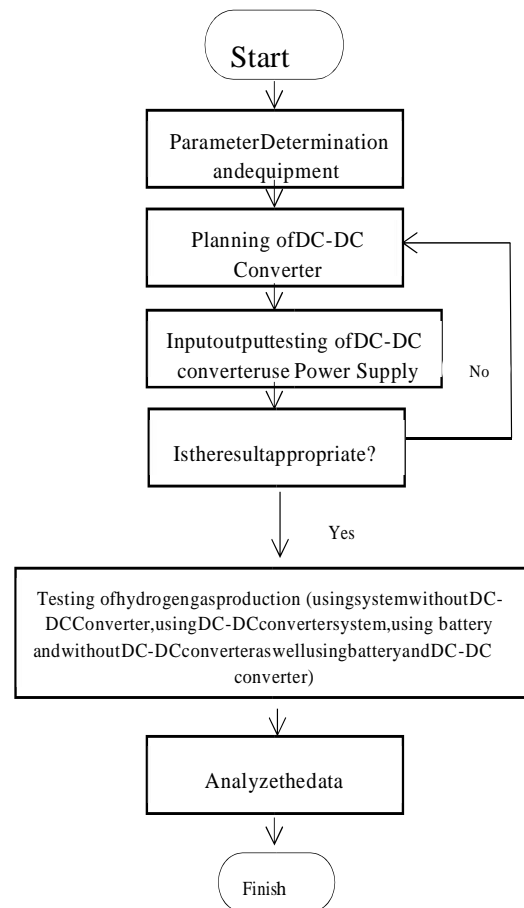 Start
ParameterDetermination
andequipment
Planning ofDC-DC
Converter
Inputoutputtesting ofDC-DC
converteruse Power Supply
No
Istheresultappropriate?
Yes
Testing ofhydrogengasproduction (usingsystemwithoutDC-
DCConverter,usingDC-DCconvertersystem,using battery
andwithoutDC-DCconverteraswellusingbatteryandDC-DC
converter)
Analyzethedata
Finish